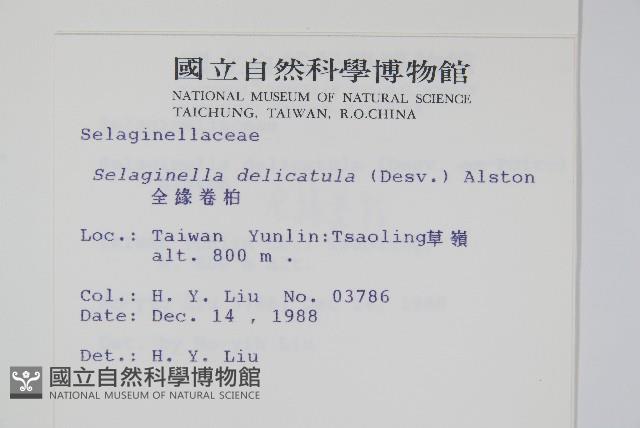 國立自然科學博物館
NATIONAL MUSEUM OF NATURAL SCIENCE
TAICHUNG, TAIWAN, R.O.CHINA
Selaginellaceae
Selaginella delicatula (Desv.) Alston
全緣卷柏
Loc.: Taiwan Yunlin:Tsaoling草嶺
alt. 800 m .
Col.: H. Y. Liu No. 03786
Date: Dec. 14 , 1988
Det.: H. Y. Liu
國立自然科學博物館
NATIONAL MUSEUM OF NATURAL SCIENCE